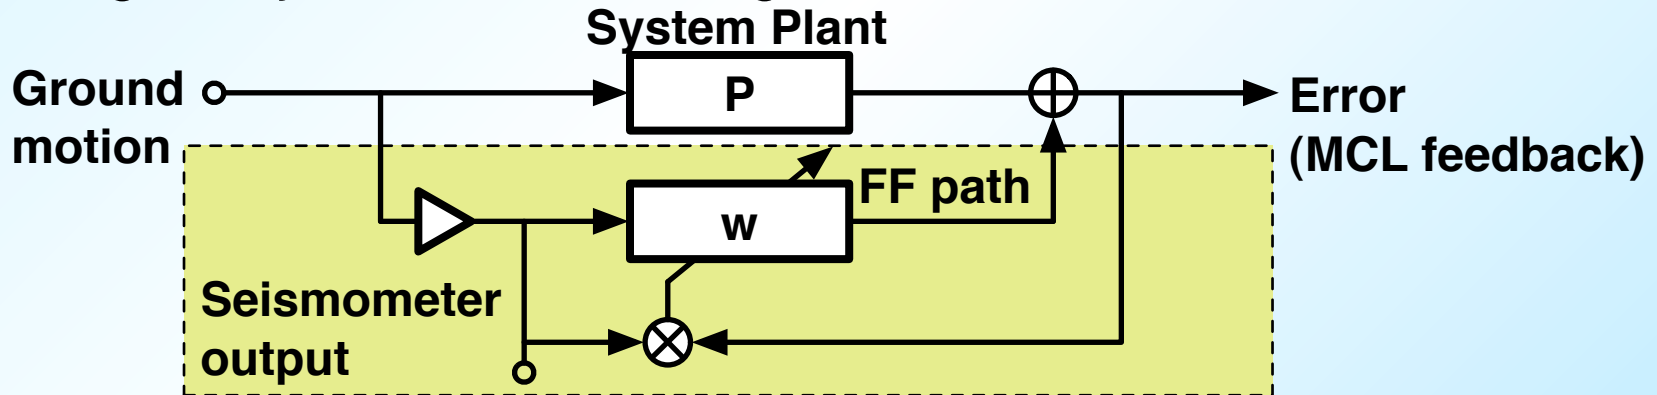 System Plant
Ground
motion
P
Error
(MCL feedback)
FF path
w
Seismometer
output